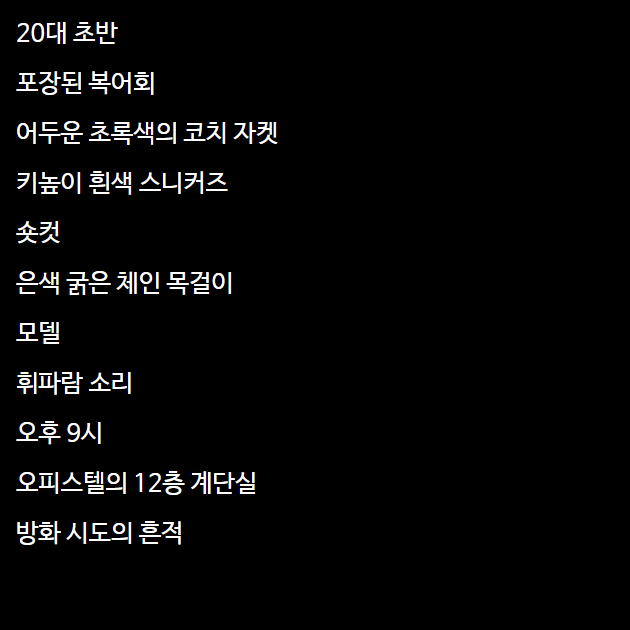 20대 초반
포장된 복어회
어두운 초록색의 코치 자켓
키높이 흰색 스니커즈
숏컷
은색 굵은 체인 목걸이
모델
휘파람 소리
오후 9시
오피스텔의 12층 계단실
방화 시도의 흔적